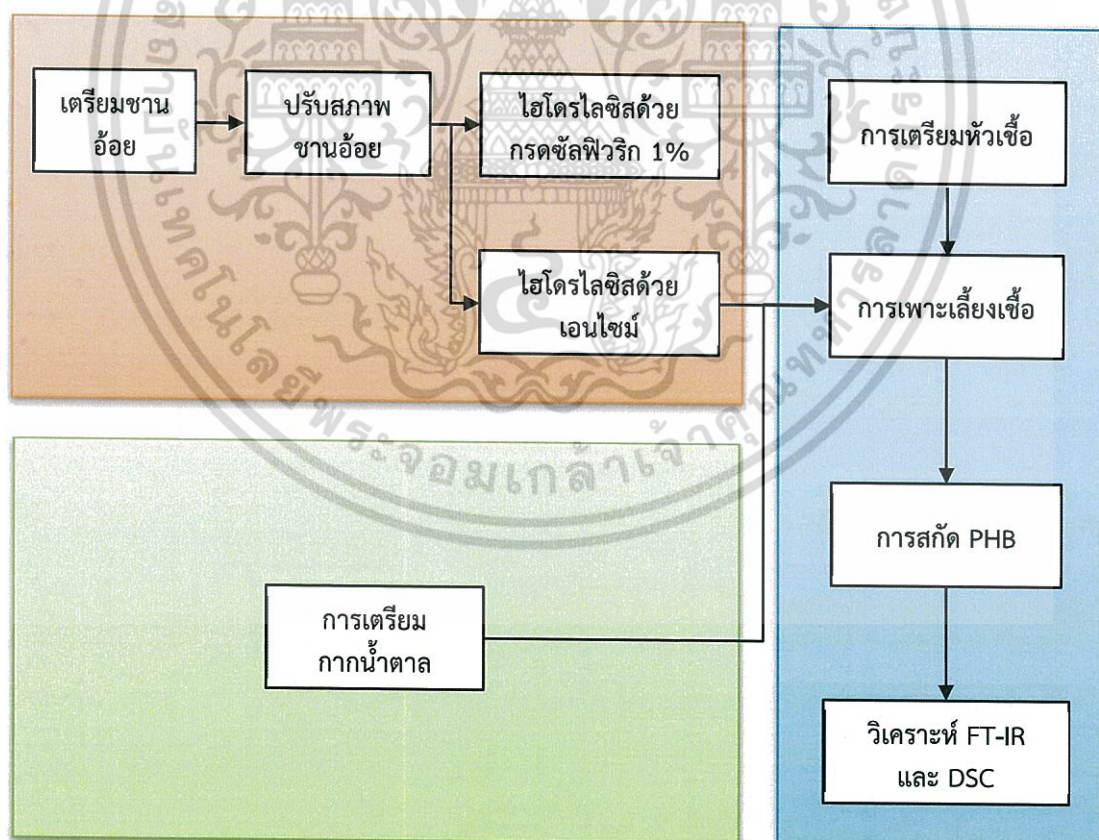 เตรียมชาน
อ้อย
ปรับสภาพ
ชานอ้อย
ไฮโดรไลซิสด้วย
กรดซัลฟิวริก 1%
ไฮโดรไลซิสด้วย
เอนไซม์
การเตรียม
กากน้ำตาล
การเตรียมหัวเชื้อ
การเพาะเลี้ยงเชื้อ
การสกัด PHB
วิเคราะห์ FT-IR
และ DSC